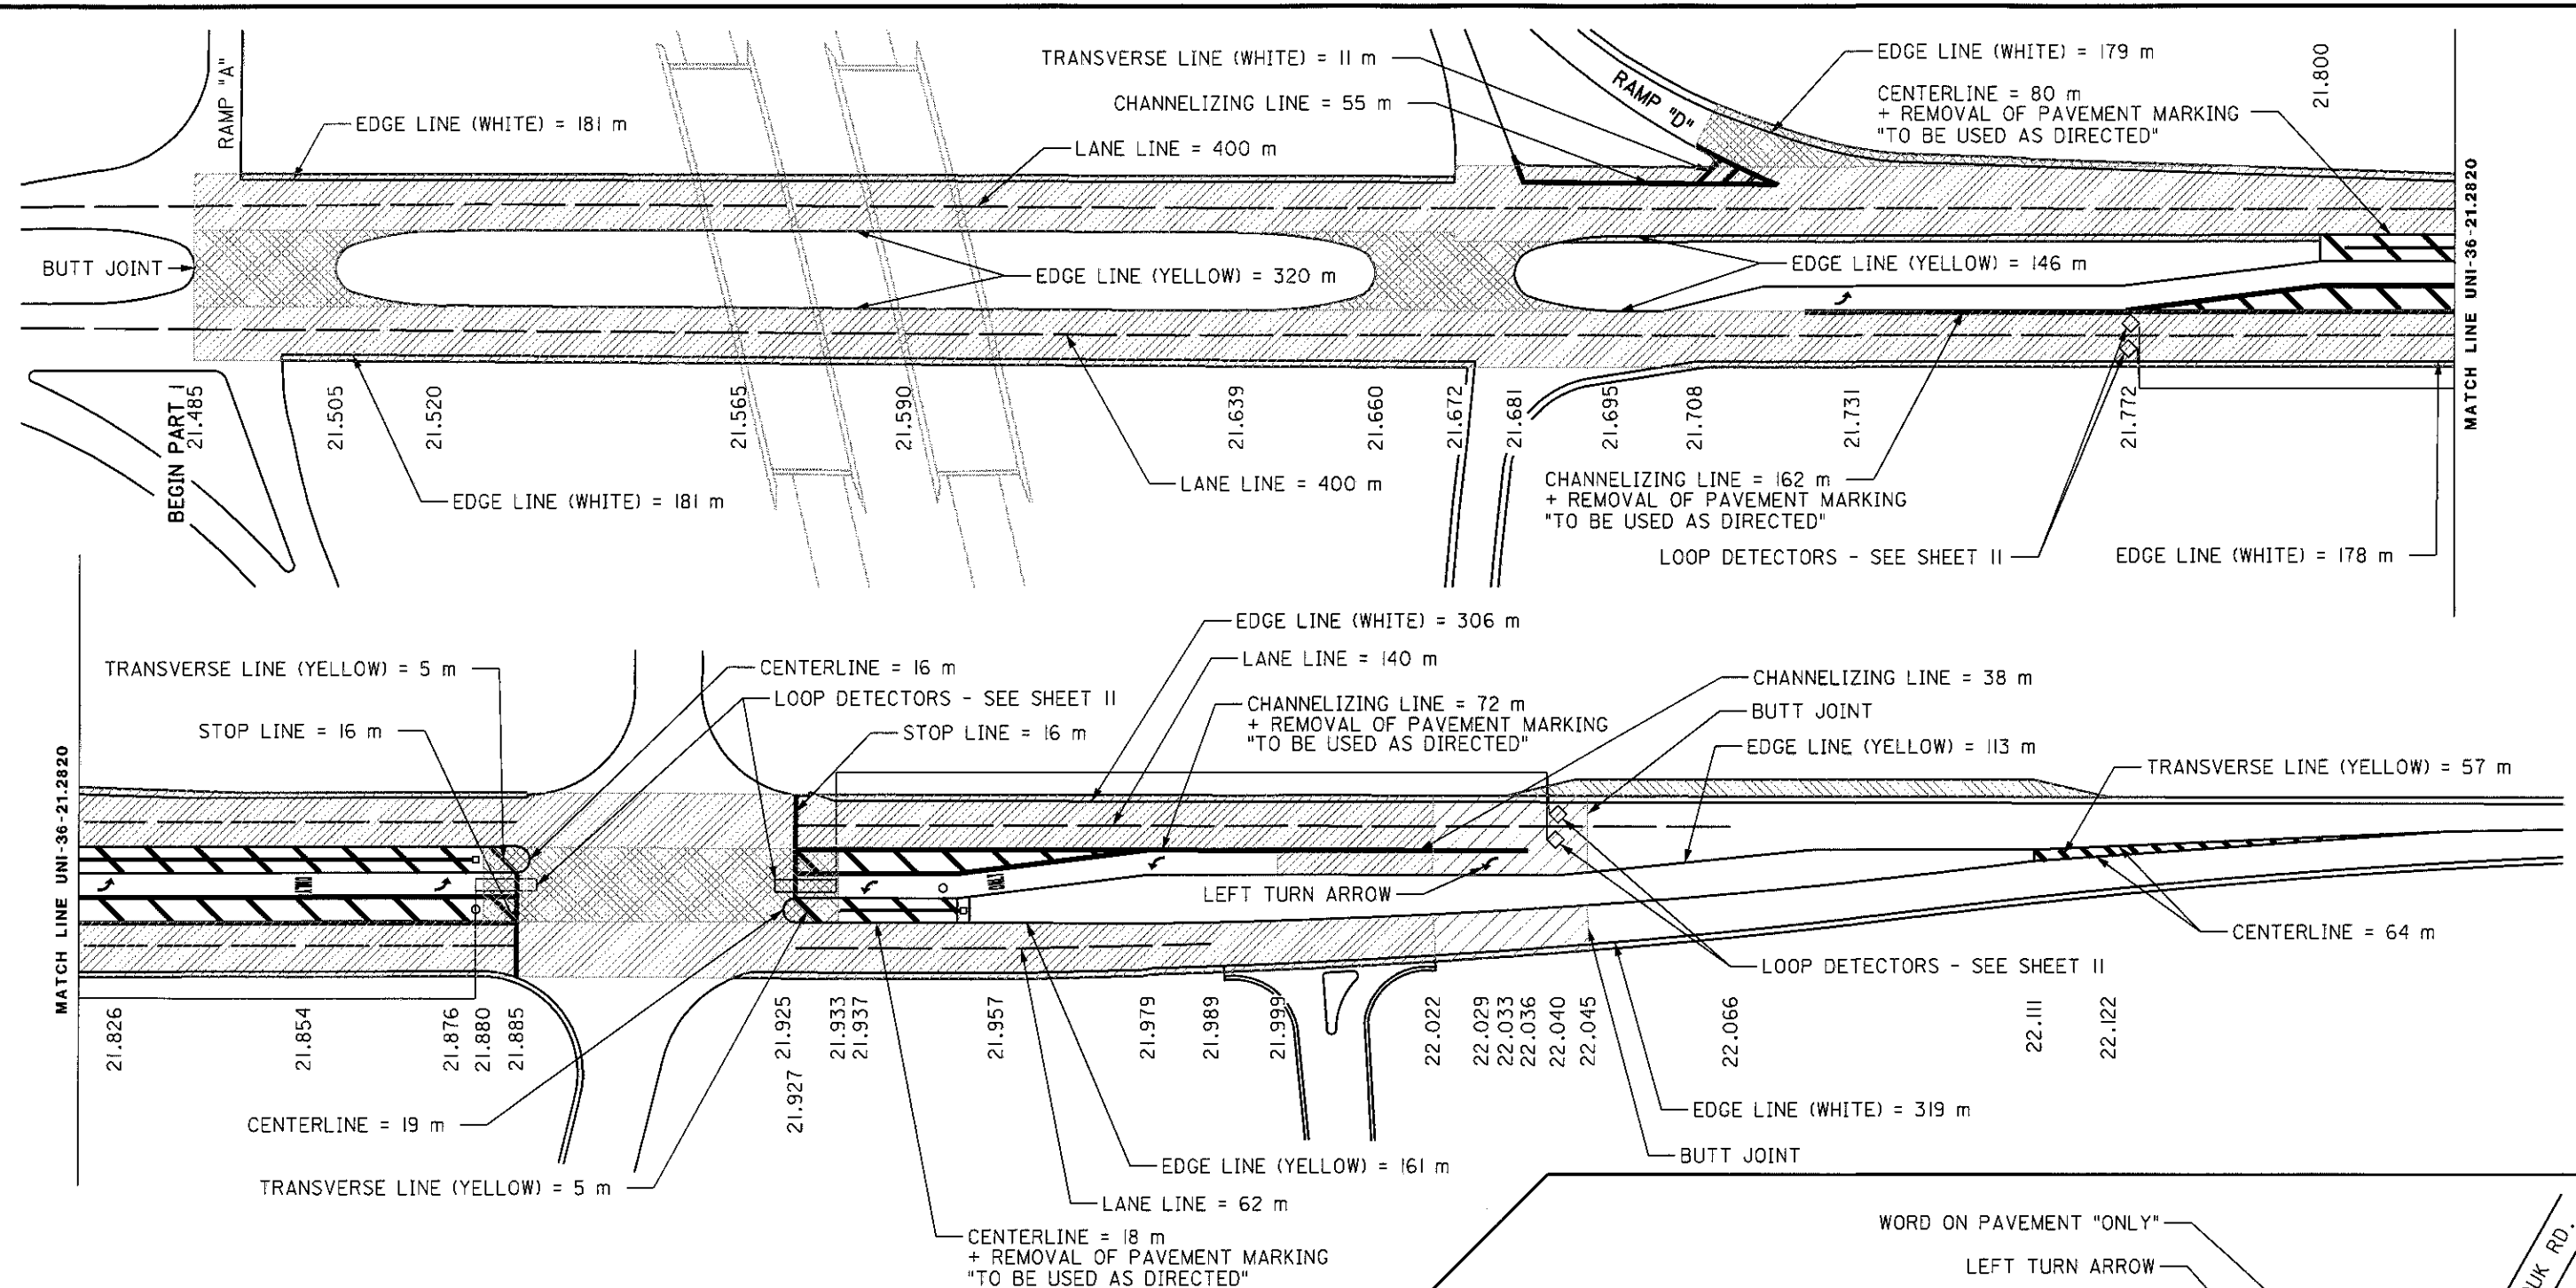 TRANSVERSE LINE (WHITE) = 11 m
EDGE LINE (WHITE) = 179 m
CHANNELIZING LINE = 55 m
CENTERLINE = 80 m
+ REMOVAL OF PAVEMENT MARKING
"TO BE USED AS DIRECTED"
21.800
RAMP "A"
RAMP "D"
EDGE LINE (WHITE) = 181 m
LANE LINE = 400 m
MATCH LINE UNI-36-21.2820
BUTT JOINT
EDGE LINE (YELLOW) = 320 m
EDGE LINE (YELLOW) = 146 m
BEGIN PART 1
21.485
21.505
21.520
21.565
21.590
21.639
21.660
21.672
21.681
21.695
21.708
21.731
21.772
EDGE LINE (WHITE) = 181 m
LANE LINE = 400 m
CHANNELIZING LINE = 162 m
+ REMOVAL OF PAVEMENT MARKING
"TO BE USED AS DIRECTED"
LOOP DETECTORS - SEE SHEET 11
EDGE LINE (WHITE) = 178 m
EDGE LINE (WHITE) = 306 m
TRANSVERSE LINE (YELLOW) = 5 m
CENTERLINE = 16 m
LANE LINE = 140 m
LOOP DETECTORS - SEE SHEET 11
CHANNELIZING LINE = 38 m
STOP LINE = 16 m
STOP LINE = 16 m
CHANNELIZING LINE = 72 m
+ REMOVAL OF PAVEMENT MARKING
"TO BE USED AS DIRECTED"
BUTT JOINT
EDGE LINE (YELLOW) = 113 m
TRANSVERSE LINE (YELLOW) = 57 m
MATCH LINE UNI-36-21.2820
ONLY
ONLY
LEFT TURN ARROW
CENTERLINE = 64 m
LOOP DETECTORS - SEE SHEET 11
21.826
21.854
21.876
21.880
21.885
21.925
21.927
21.933
21.937
21.957
21.979
21.989
21.999
22.022
22.029
22.033
22.036
22.040
22.045
22.066
22.111
22.122
CENTERLINE = 19 m
EDGE LINE (WHITE) = 319 m
TRANSVERSE LINE (YELLOW) = 5 m
EDGE LINE (YELLOW) = 161 m
BUTT JOINT
LANE LINE = 62 m
CENTERLINE = 18 m
+ REMOVAL OF PAVEMENT MARKING
"TO BE USED AS DIRECTED"
WORD ON PAVEMENT "ONLY"
LEFT TURN ARROW
RD.